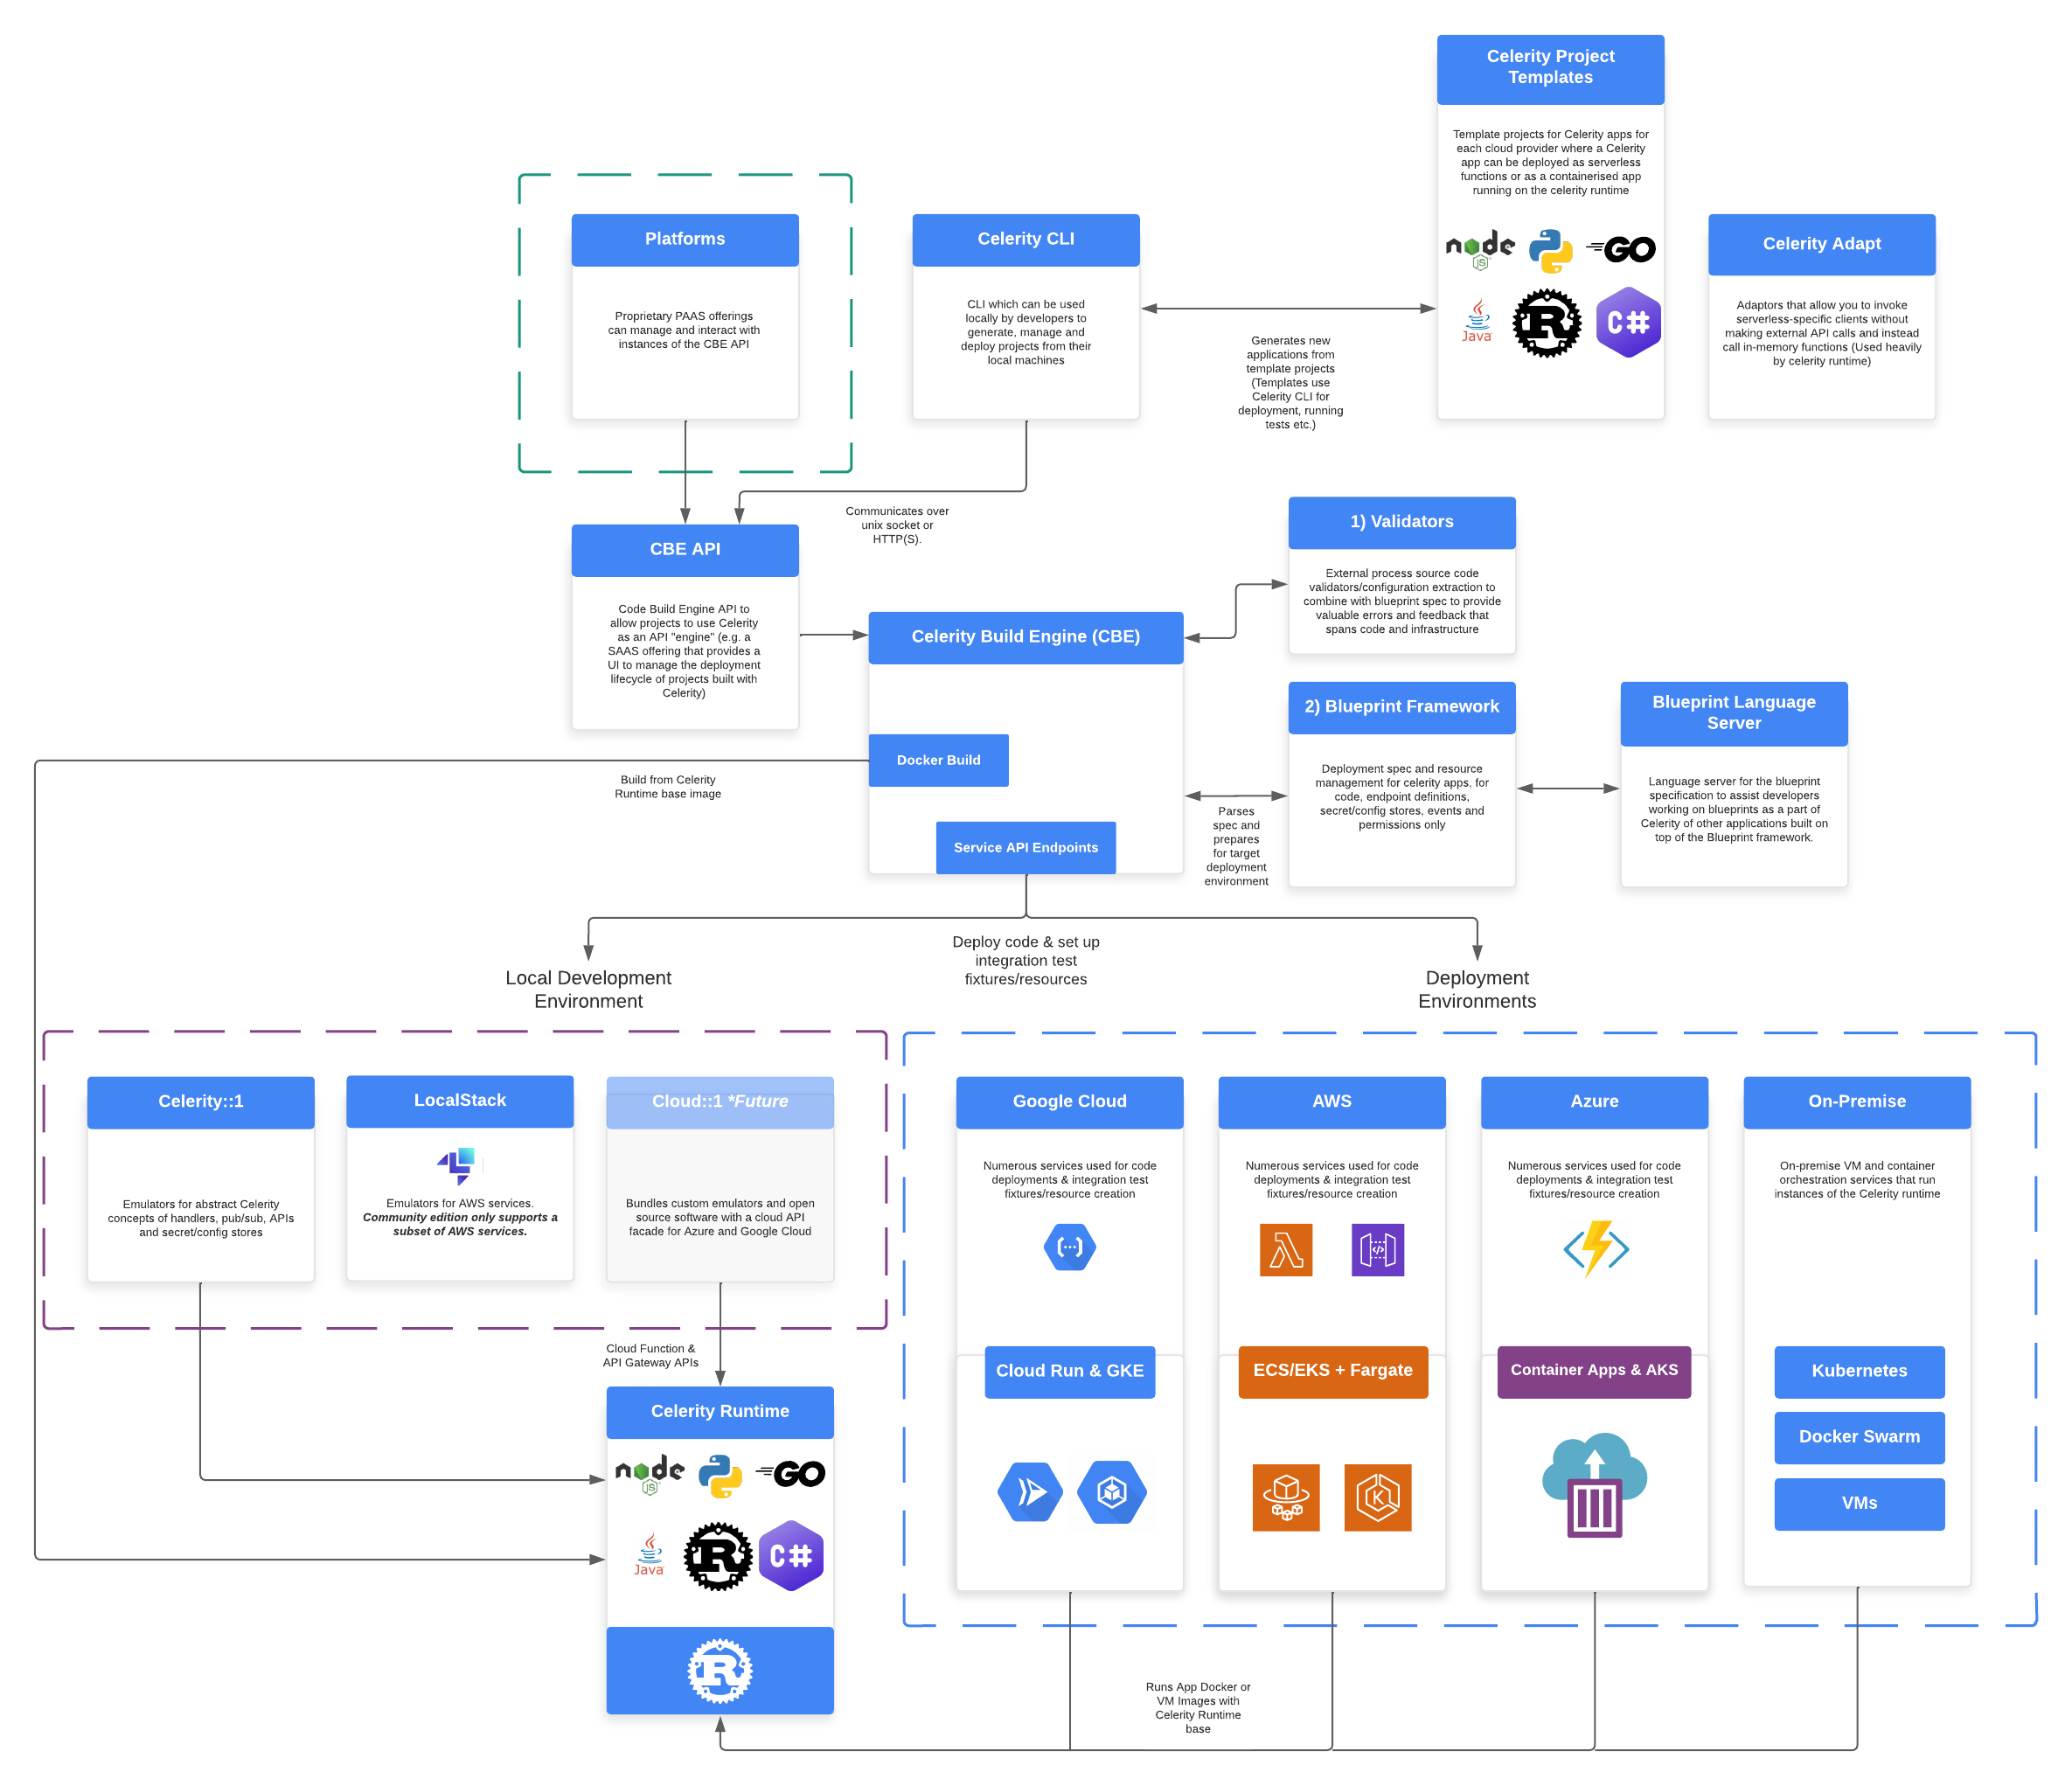 Celerity Project
Templates
Template projects for Celerity apps for
each cloud provider where a Celerity
app can be deployed as serverless
functions or as a containerised app
running on the celerity runtime
node
JS
GO
Java
R
C#
Platforms
Proprietary PAAS offerings
can manage and interact with
instances of the CBE API
Celerity CLI
CLI which can be used
locally by developers to
generate, manage and
deploy projects from their
local machines
Generates new
applications from
template projects
(Templates use
Celerity CLI for
deployment, running
tests etc.)
Celerity Adapt
Adaptors that allow you to invoke
serverless-specific clients without
making external API calls and instead
call in-memory functions (Used heavily
by celerity runtime)
Communicates over
unix socket or
HTTP(S).
CBE API
Code Build Engine API to
allow projects to use Celerity
as an API "engine" (e.g. a
SAAS offering that provides a
UI to manage the deployment
lifecycle of projects built with
Celerity)
Celerity Build Engine (CBE)
Docker Build
Service API Endpoints
1) Validators
External process source code
validators/configuration extraction to
combine with blueprint spec to provide
valuable errors and feedback that
spans code and infrastructure
2) Blueprint Framework
Deployment spec and resource
management for celerity apps, for
code, endpoint definitions,
secret/config stores, events and
permissions only
Blueprint Language
Server
Language server for the blueprint
specification to assist developers
working on blueprints as a part of
Celerity of other applications built on
top of the Blueprint framework.
Build from Celerity
Runtime base image
Parses
spec and
prepares
for target
deployment
environment
Deploy code & set up
integration test
fixtures/resources
Local Development
Environment
Deployment
Environments
Celerity::1
Emulators for abstract Celerity
concepts of handlers, pub/sub, APIs
and secret/config stores
LocalStack
Emulators for AWS services.
Community edition only supports a
subset of AWS services.
Cloud::1 *Future
Bundles custom emulators and open
source software with a cloud API
facade for Azure and Google Cloud
Google Cloud
Numerous services used for code
deployments & integration test
fixtures/resource creation
Cloud Run & GKE
AWS
Numerous services used for code
deployments & integration test
fixtures/resource creation
ECS/EKS + Fargate
K
Azure
Numerous services used for code
deployments & integration test
fixtures/resource creation
Container Apps & AKS
On-Premise
On-premise VM and container
orchestration services that run
instances of the Celerity runtime
Kubernetes
Docker Swarm
VMs
Cloud Function &
API Gateway APIs
Celerity Runtime
node
JS
GO
Java
R
C#
R
Runs App Docker or
VM Images with
Celerity Runtime
base